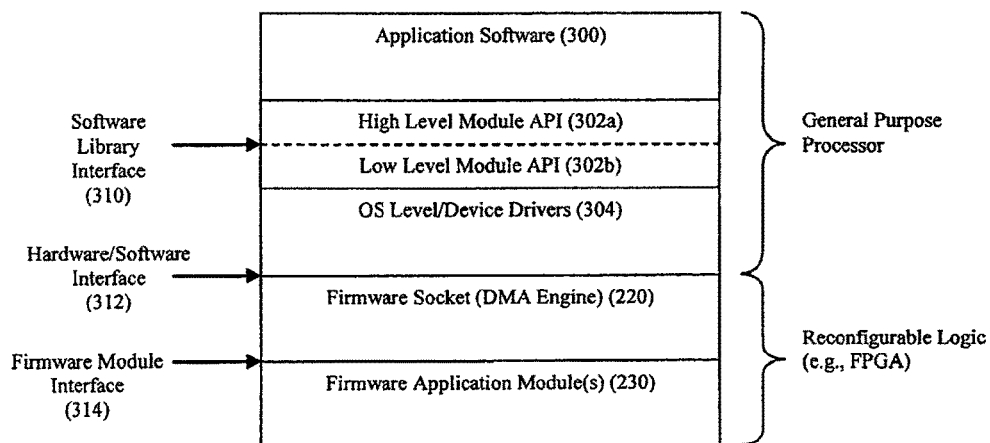 Application Software (300)
High Level Module API (302a)
Low Level Module API (302b)
OS Level/Device Drivers (304)
Firmware Socket (DMA Engine) (220)
Firmware Application Module(s) (230)
Software
Library
Interface
(310)
Hardware/Software
Interface
(312)
Firmware Module
Interface
(314)
General Purpose
Processor
Reconfigurable Logic
(e.g., FPGA)